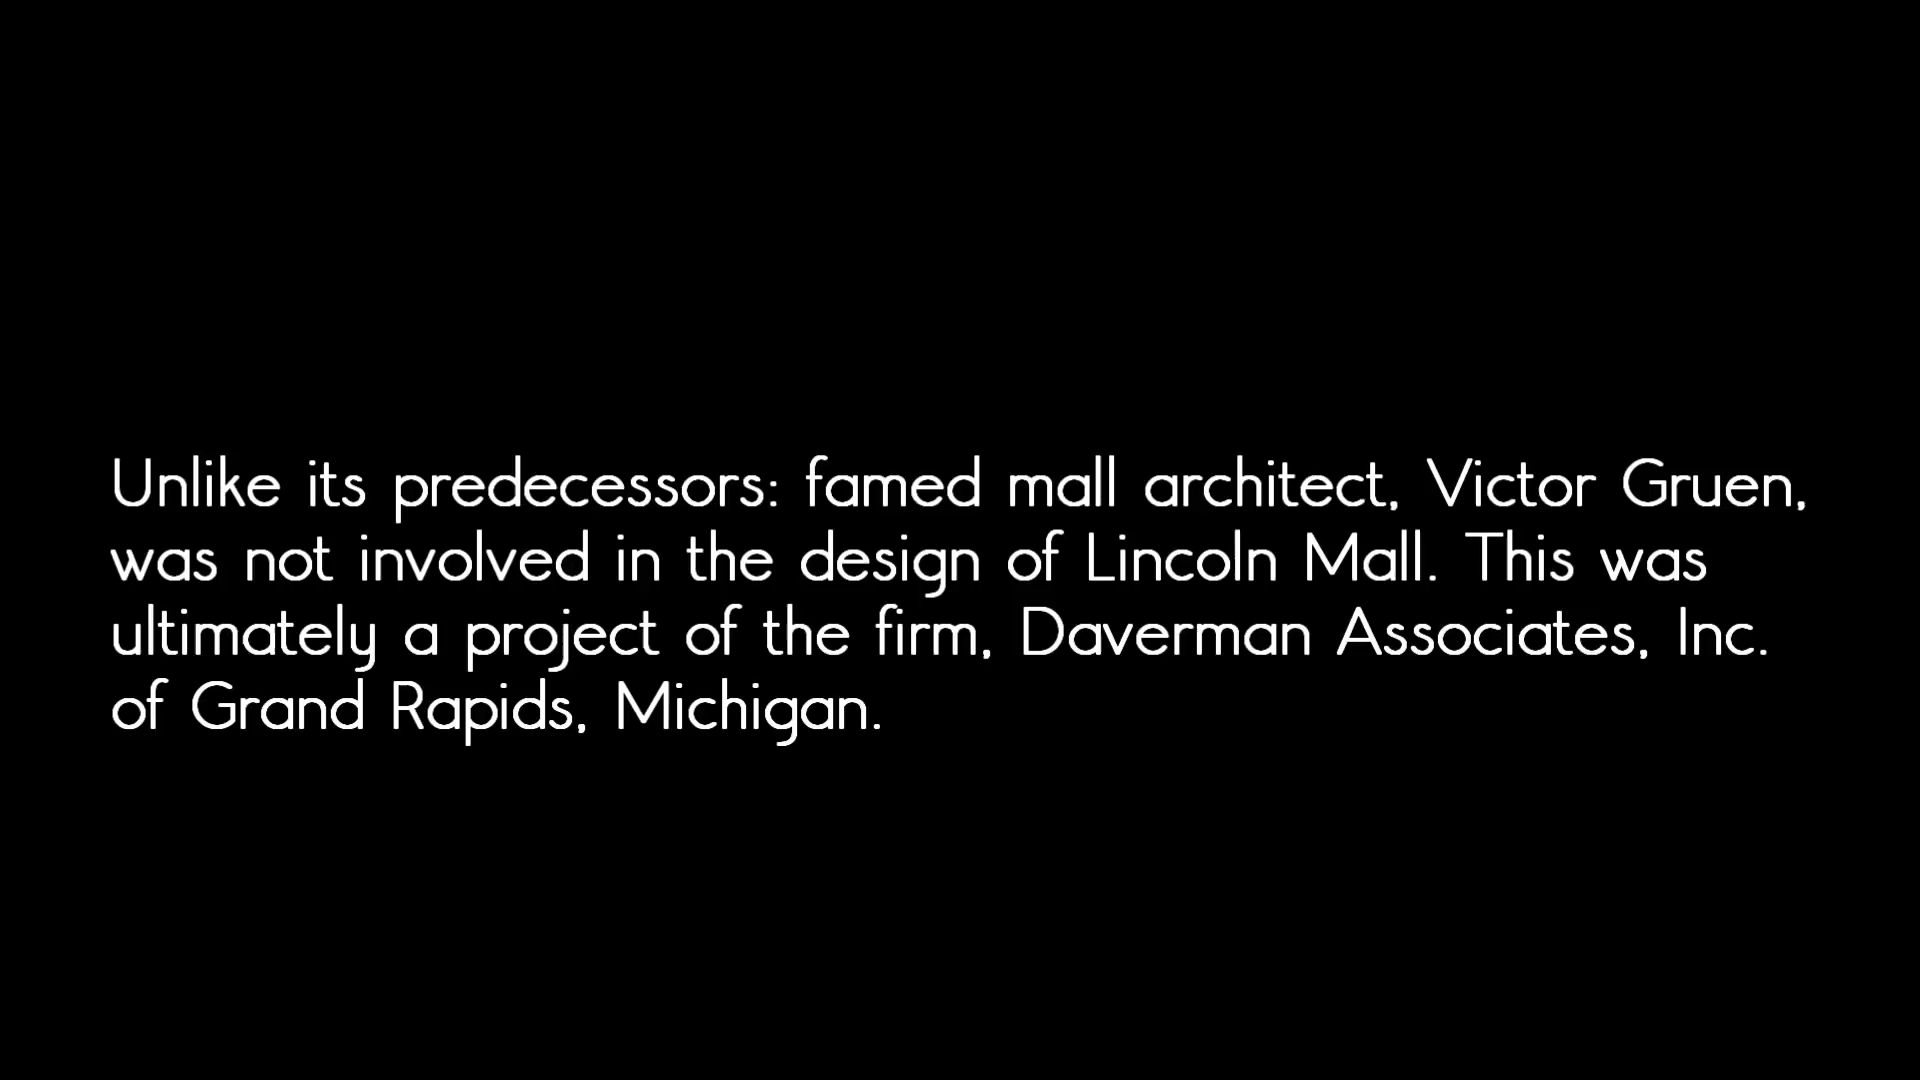 Unlike its predecessors: famed mall architect, Victor Gruen,
was not involved in the design of Lincoln Mall. This was
ultimately a project of the firm, Daverman Associates, Inc.
of Grand Rapids, Michigan.